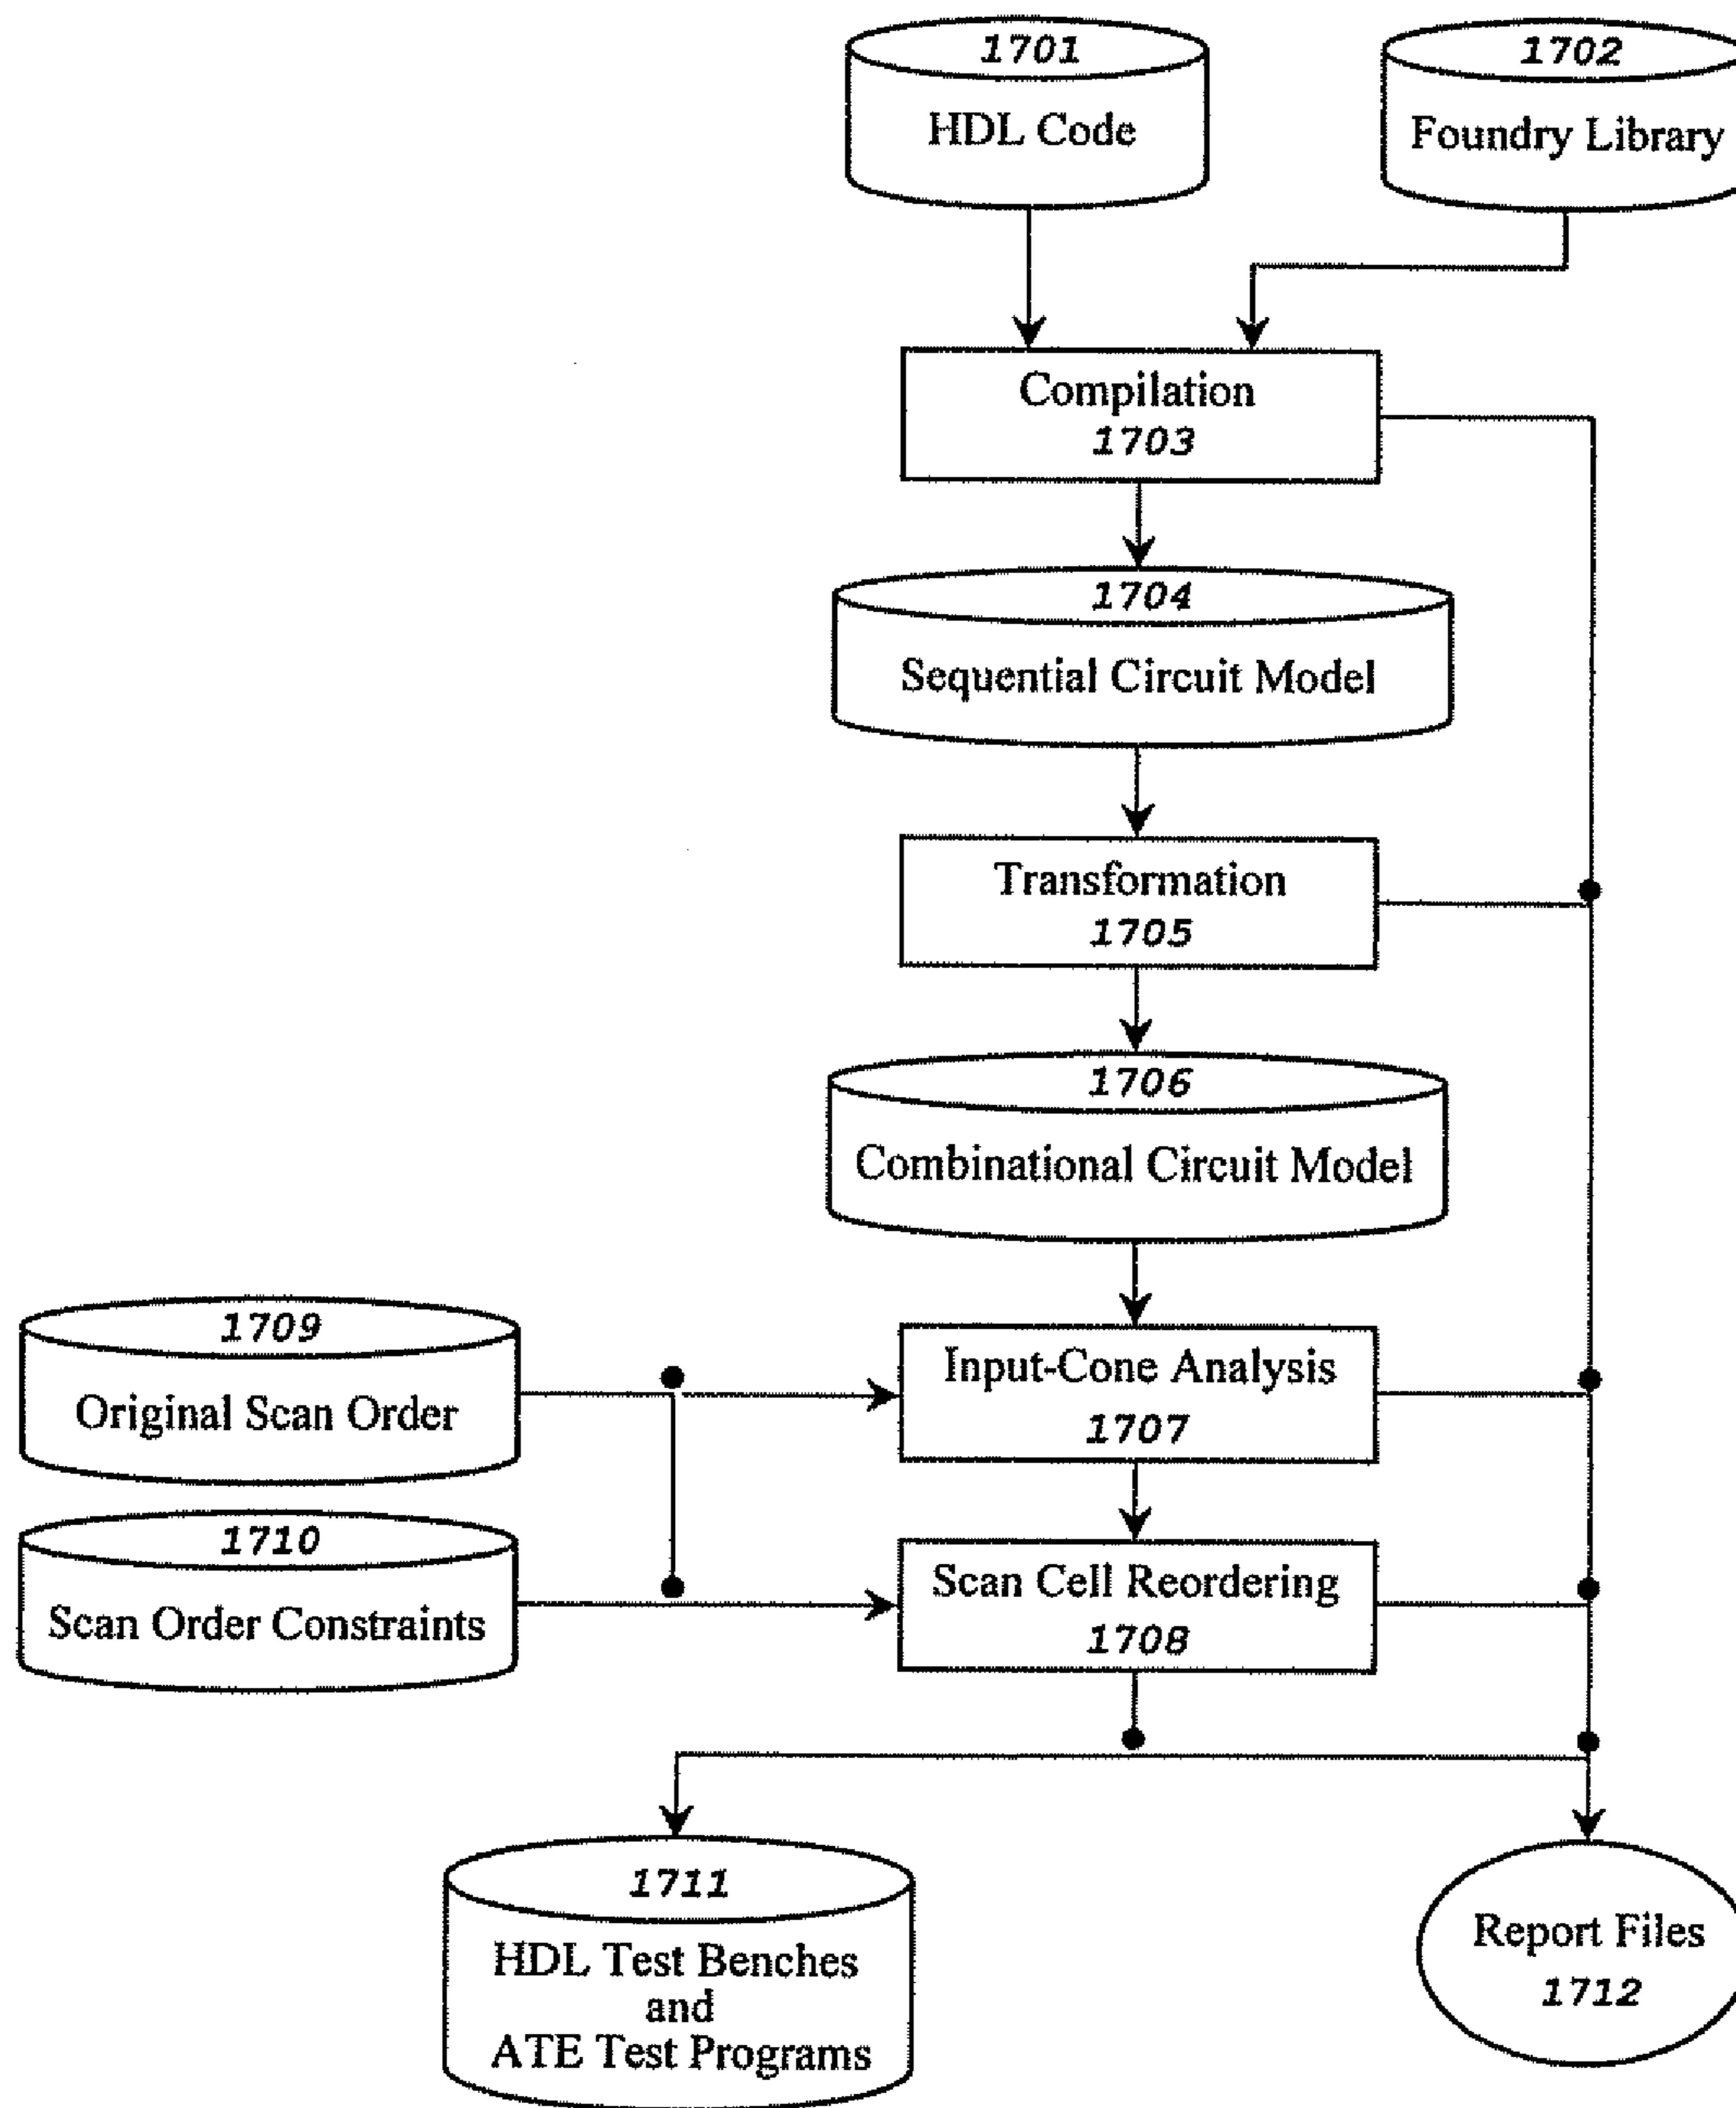 1701
HDL Code
1702
Foundry Library
Compilation
1703
1704
Sequential Circuit Model
Transformation
1705
1706
Combinational Circuit Model
1709
Original Scan Order
Input-Cone Analysis
1707
1710
Scan Order Constraints
Scan Cell Reordering
1708
1711
HDL Test Benches
and
ATE Test Programs
Report Files
1712